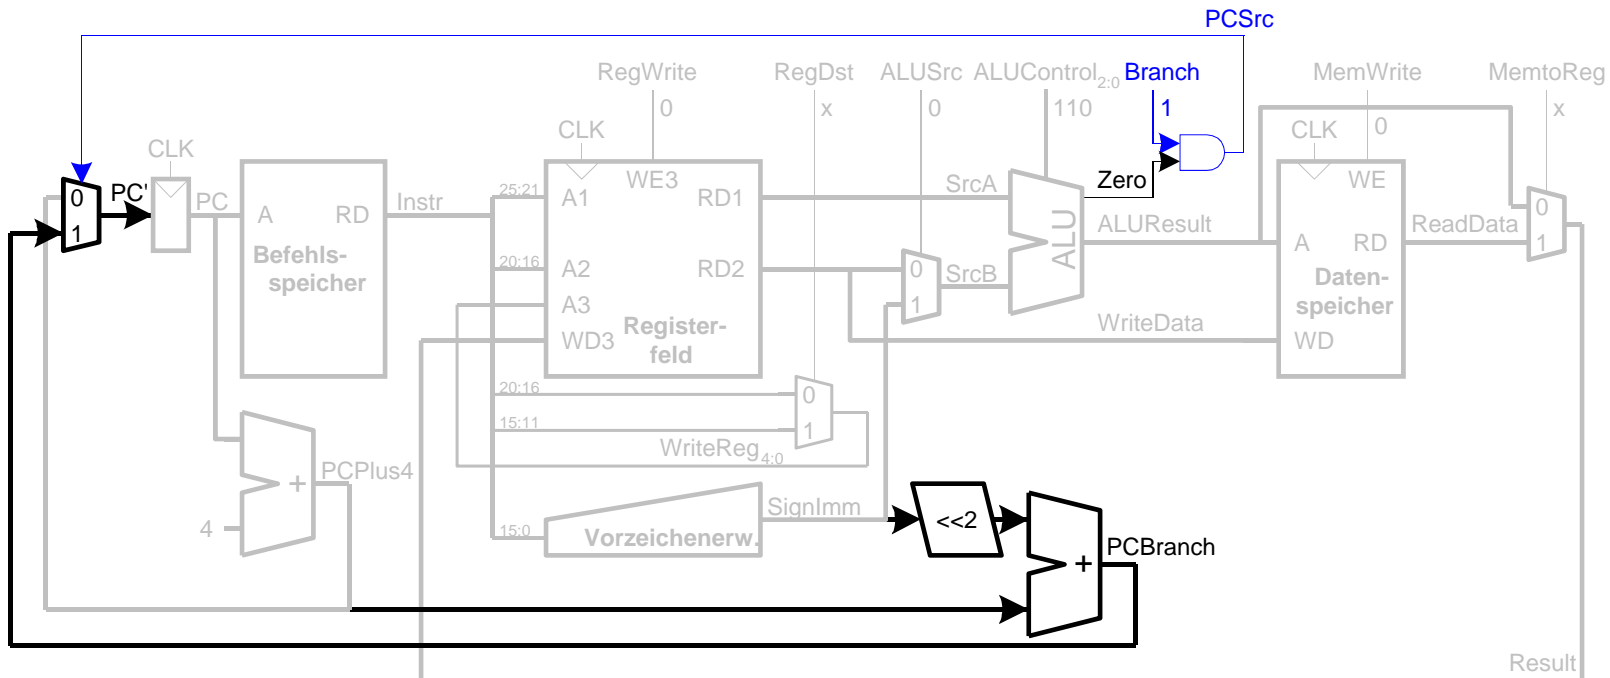 PCSrc
RegWrite
RegDst
ALUSrc
ALUControl2:0
Branch
MemWrite
MemtoReg
0
x
0
110
1
0
x
CLK
CLK
CLK
PC'
PC
Instr
0
1
A
RD
Befehls-
speicher
25:21
20:16
A1
A2
A3
WD3
WE3
RD1
RD2
Register-
feld
SrcA
SrcB
0
1
ALU
Zero
ALUResult
WriteData
WE
A
RD
Daten-
speicher
WD
ReadData
0
1
20:16
15:11
0
1
WriteReg4:0
PCPlus4
+
4
15:0
Vorzeichenerw.
SignImm
<<2
+
PCBranch
Result